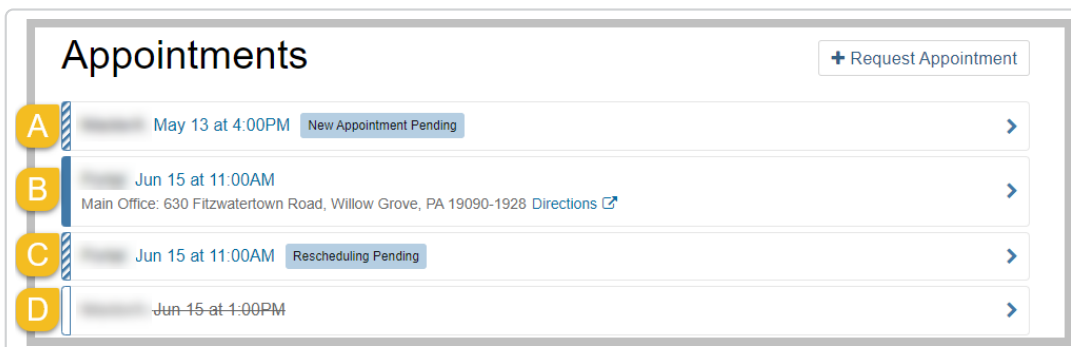 Appointments
+ Request Appointment
A
May 13 at 4:00PM New Appointment Pending
B
Jun 15 at 11:00AM
Main Office: 630 Fitzwatertown Road, Willow Grove, PA 19090-1928 Directions
C
Jun 15 at 11:00AM Rescheduling Pending
D
Jun 15 at 1:00PM